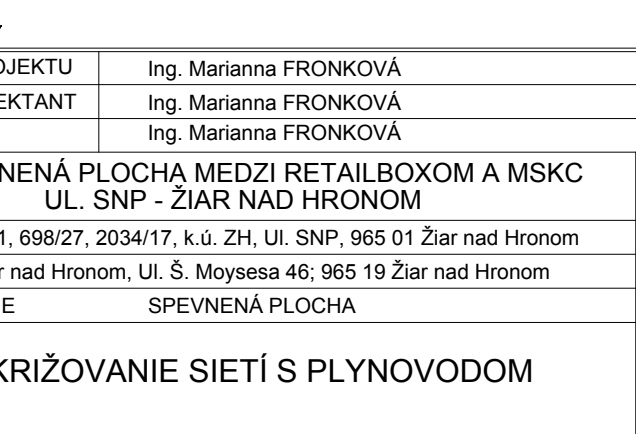 OJEKTU Ing. Marianna FRONKOVÁ
EKTANT Ing. Marianna FRONKOVÁ
Ing. Marianna FRONKOVÁ
NENÁ PLOCHA MEDZI RETAILBOXOM A MSKC
UL. SNP - ŽIAR NAD HRONOM
1, 698/27, 2034/17, k.ú. ZH, Ul. SNP, 965 01 Žiar nad Hronom
r nad Hronom, Ul. Š. Moysesa 46; 965 19 Žiar nad Hronom
E SPEVNENÁ PLOCHA
KRIŽOVANIE SIETÍ S PLYNOVODOM